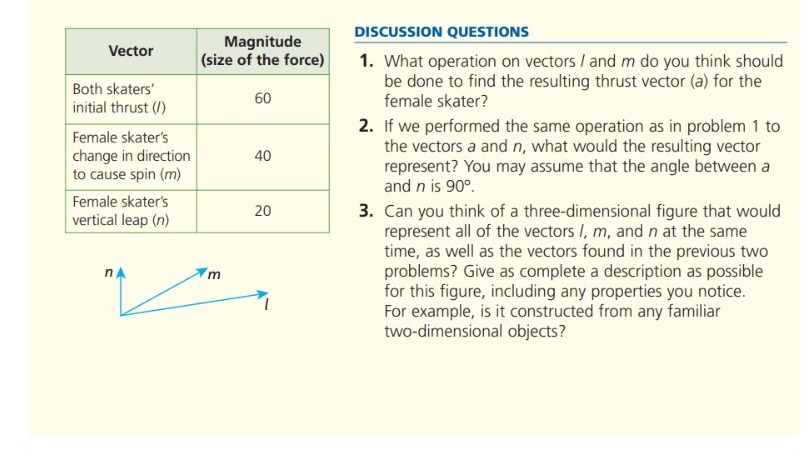 Vector
Magnitude
(size of the force)
Both skaters'
initial thrust (l)
60
Female skater's
change in direction
to cause spin (m)
40
Female skater's
vertical leap (n)
20
n
m
l
DISCUSSION QUESTIONS
1. What operation on vectors l and m do you think should
be done to find the resulting thrust vector (a) for the
female skater?
2. If we performed the same operation as in problem 1 to
the vectors a and n, what would the resulting vector
represent? You may assume that the angle between a
and n is 90°.
3. Can you think of a three-dimensional figure that would
represent all of the vectors l, m, and n at the same
time, as well as the vectors found in the previous two
problems? Give as complete a description as possible
for this figure, including any properties you notice.
For example, is it constructed from any familiar
two-dimensional objects?